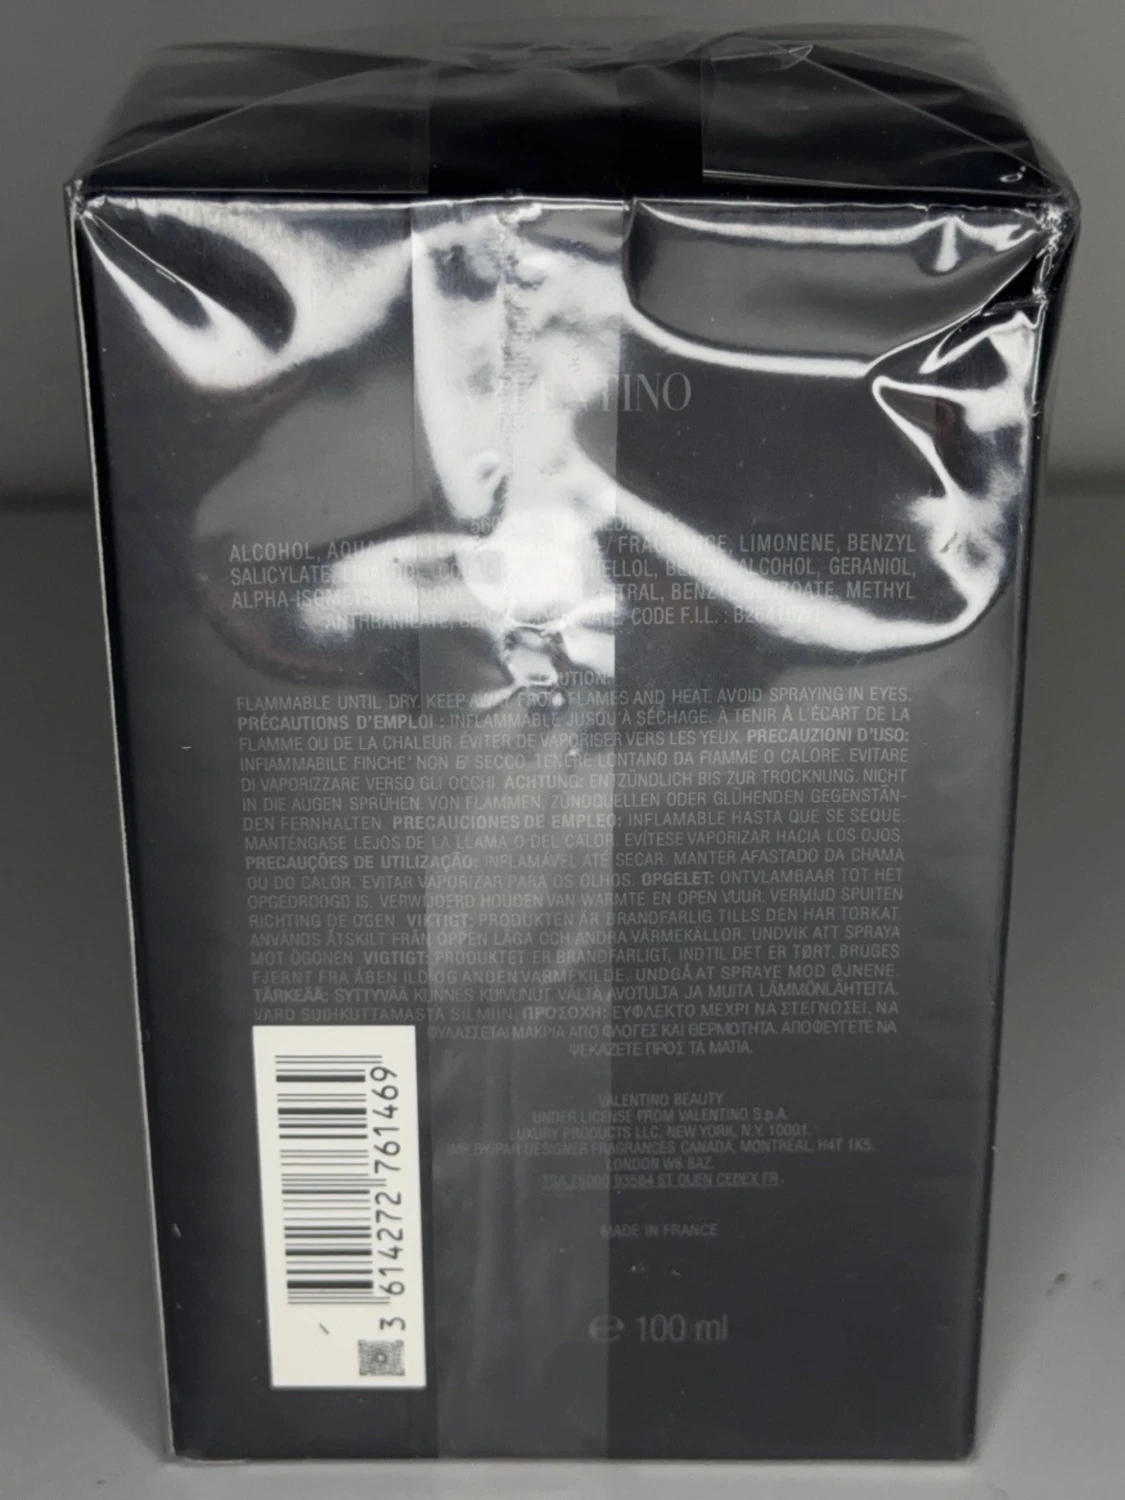 VALENTINO
INGREDIENTS
ALCOHOL, AQUA / FRAGRANCE, LIMONENE, BENZYL
SALICYLATE, BENZYL ALCOHOL, GERANIOL,
CITRAL, BENZYL BENZOATE, METHYL
ANTHRANILATE, CODE F.I.L. :
CAUTION:
FLAMMABLE UNTIL DRY. KEEP AWAY FROM FLAMES AND HEAT. AVOID SPRAYING IN EYES.
PRÉCAUTIONS D'EMPLOI : INFLAMMABLE JUSQU'À SÉCHAGE. À TENIR À L'ÉCART DE LA
FLAMME OU DE LA CHALEUR. ÉVITER DE VAPORISER VERS LES YEUX. PRECAUZIONI D'USO:
INFIAMMABILE FINCHE' NON E' SECCO. TENERE LONTANO DA FIAMME O CALORE. EVITARE
DI VAPORIZZARE VERSO GLI OCCHI. ACHTUNG: ENTZÜNDLICH BIS ZUR TROCKNUNG. NICHT
IN DIE AUGEN SPRÜHEN. VON FLAMMEN, ZÜNDQUELLEN ODER GLÜHENDEN GEGENSTÄN-
DEN FERNHALTEN. PRECAUCIONES DE EMPLEO: INFLAMABLE HASTA QUE SE SEQUE.
MANTÉNGASE LEJOS DE LA LLAMA O DEL CALOR. EVÍTESE VAPORIZAR HACIA LOS OJOS.
PRECAUÇÕES DE UTILIZAÇÃO: INFLAMÁVEL ATÉ SECAR. MANTER AFASTADO DA CHAMA
OU DO CALOR. EVITAR VAPORIZAR PARA OS OLHOS. OPGELET: ONTVLAMBAAR TOT HET
OPGEDROOGD IS. VERWIJDERD HOUDEN VAN WARMTE EN OPEN VUUR. VERMIJD SPUITEN
RICHTING DE OGEN. VIKTIGT: PRODUKTEN ÄR BRANDFARLIG TILLS DEN HAR TORKAT.
ANVÄNDS ÅTSKILT FRÅN ÖPPEN LÅGA OCH ANDRA VÄRMEKÄLLOR. UNDVIK ATT SPRAYA
MOT ÖGONEN. VIGTIGT: PRODUKTET ER BRANDFARLIGT, INDTIL DET ER TØRT. BRUGES
FJERNT FRA ÅBEN ILD OG ANDEN VARMEKILDE. UNDGÅ AT SPRAYE MOD ØJNENE.
TÄRKEÄÄ: SYTTYVÄÄ KUNNES KUIVUNUT. VÄLTÄ AVOTULTA JA MUITA LÄMMÖNLÄHTEITÄ.
VARO SUIHKUTTAMASTA SILMIIN. ΠΡΟΣΟΧΗ: ΕΥΦΛΕΚΤΟ ΜΕΧΡΙ ΝΑ ΣΤΕΓΝΩΣΕΙ, ΝΑ
ΦΥΛΑΣΣΕΤΑΙ ΜΑΚΡΙΑ ΑΠΟ ΦΛΟΓΕΣ ΚΑΙ ΘΕΡΜΟΤΗΤΑ. ΑΠΟΦΕΥΓΕΤΕ ΝΑ
ΨΕΚΑΖΕΤΕ ΠΡΟΣ ΤΑ ΜΑΤΙΑ.
VALENTINO BEAUTY
UNDER LICENSE FROM VALENTINO S.p.A.
LUXURY PRODUCTS LLC, NEW YORK, N.Y. 10001.
IMP. BY/PAR DESIGNER FRAGRANCES CANADA, MONTRÉAL, H4T 1K5.
LONDON W6 8AZ.
TSA 75000 93584 ST OUEN CEDEX FR.
MADE IN FRANCE
℮ 100 ml
3 614272 761469